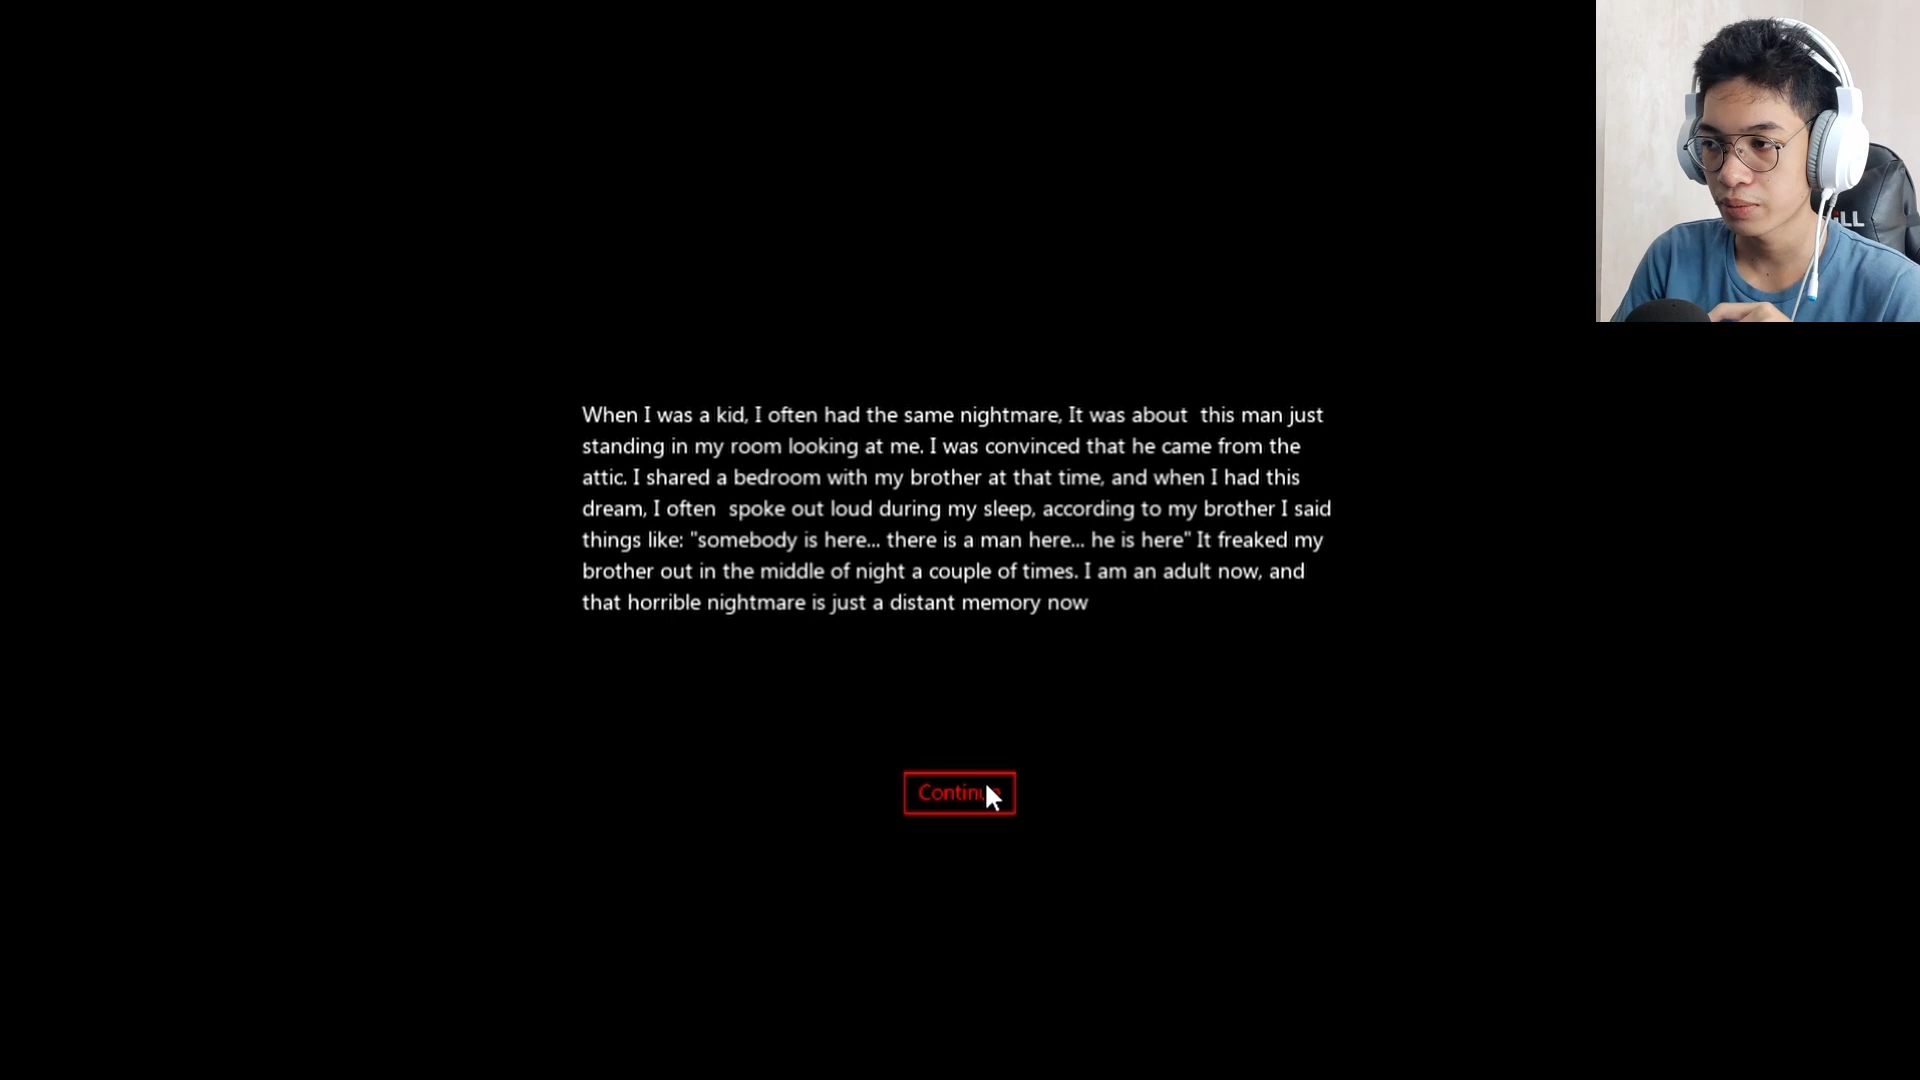 When I was a kid, I often had the same nightmare, It was about  this man just
standing in my room looking at me. I was convinced that he came from the
attic. I shared a bedroom with my brother at that time, and when I had this
dream, I often  spoke out loud during my sleep, according to my brother I said
things like: "somebody is here... there is a man here... he is here" It freaked my
brother out in the middle of night a couple of times. I am an adult now, and
that horrible nightmare is just a distant memory now
Continue